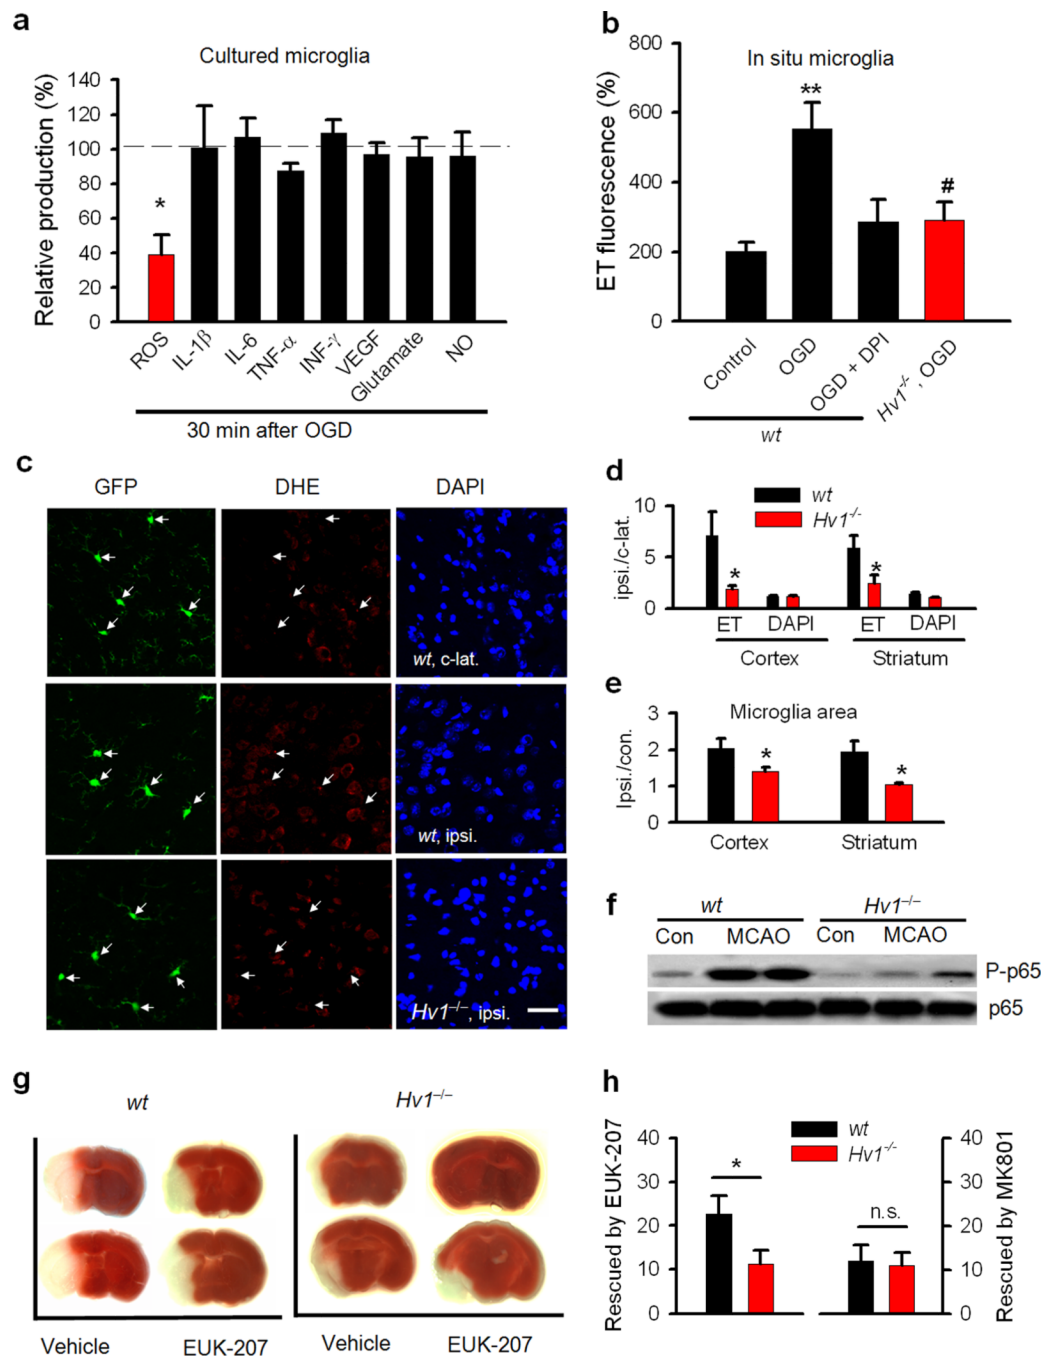 a
Cultured microglia
Relative production (%)
140
120
100
80
60
40
20
0
*
ROS
IL-1β
IL-6
TNF-α
INF-γ
VEGF
Glutamate
NO
30 min after OGD
b
In situ microglia
ET fluorescence (%)
800
600
400
200
0
**
#
Control
OGD
OGD + DPI
Hv1-/-, OGD
wt
c
GFP DHE DAPI
wt, c-lat.
wt, ipsi.
Hv1–/–, ipsi.
d
wt
Hv1-/-
ipsi./c-lat.
10
5
0
*
*
ET DAPI ET DAPI
Cortex Striatum
e
Microglia area
Ipsi./con.
3
2
1
0
*
*
Cortex Striatum
f
wt Hv1–/–
Con MCAO Con MCAO
P-p65
p65
g
wt Hv1–/–
Vehicle EUK-207 Vehicle EUK-207
h
wt
Hv1-/-
Rescued by EUK-207
40
30
20
10
0
*
n.s.
40
30
20
10
0
Rescued by MK801